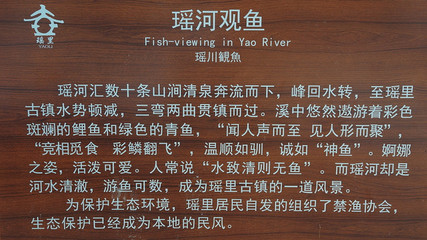 瑶里
YAOLI
瑶河观鱼
Fish-viewing in Yao River
瑶川観魚
瑶河汇数十条山涧清泉奔流而下，峰回水转，至瑶里
古镇水势顿减，三弯两曲贯镇而过。溪中悠然遨游着彩色
斑斓的鲤鱼和绿色的青鱼，“闻人声而至 见人形而聚”，
“竞相觅食 彩鳞翻飞”，温顺如驯，诚如“神鱼”。婀娜
之姿，活泼可爱。人常说“水致清则无鱼”。而瑶河却是
河水清澈，游鱼可数，成为瑶里古镇的一道风景。
为保护生态环境，瑶里居民自发的组织了禁渔协会，
生态保护已经成为本地的民风。